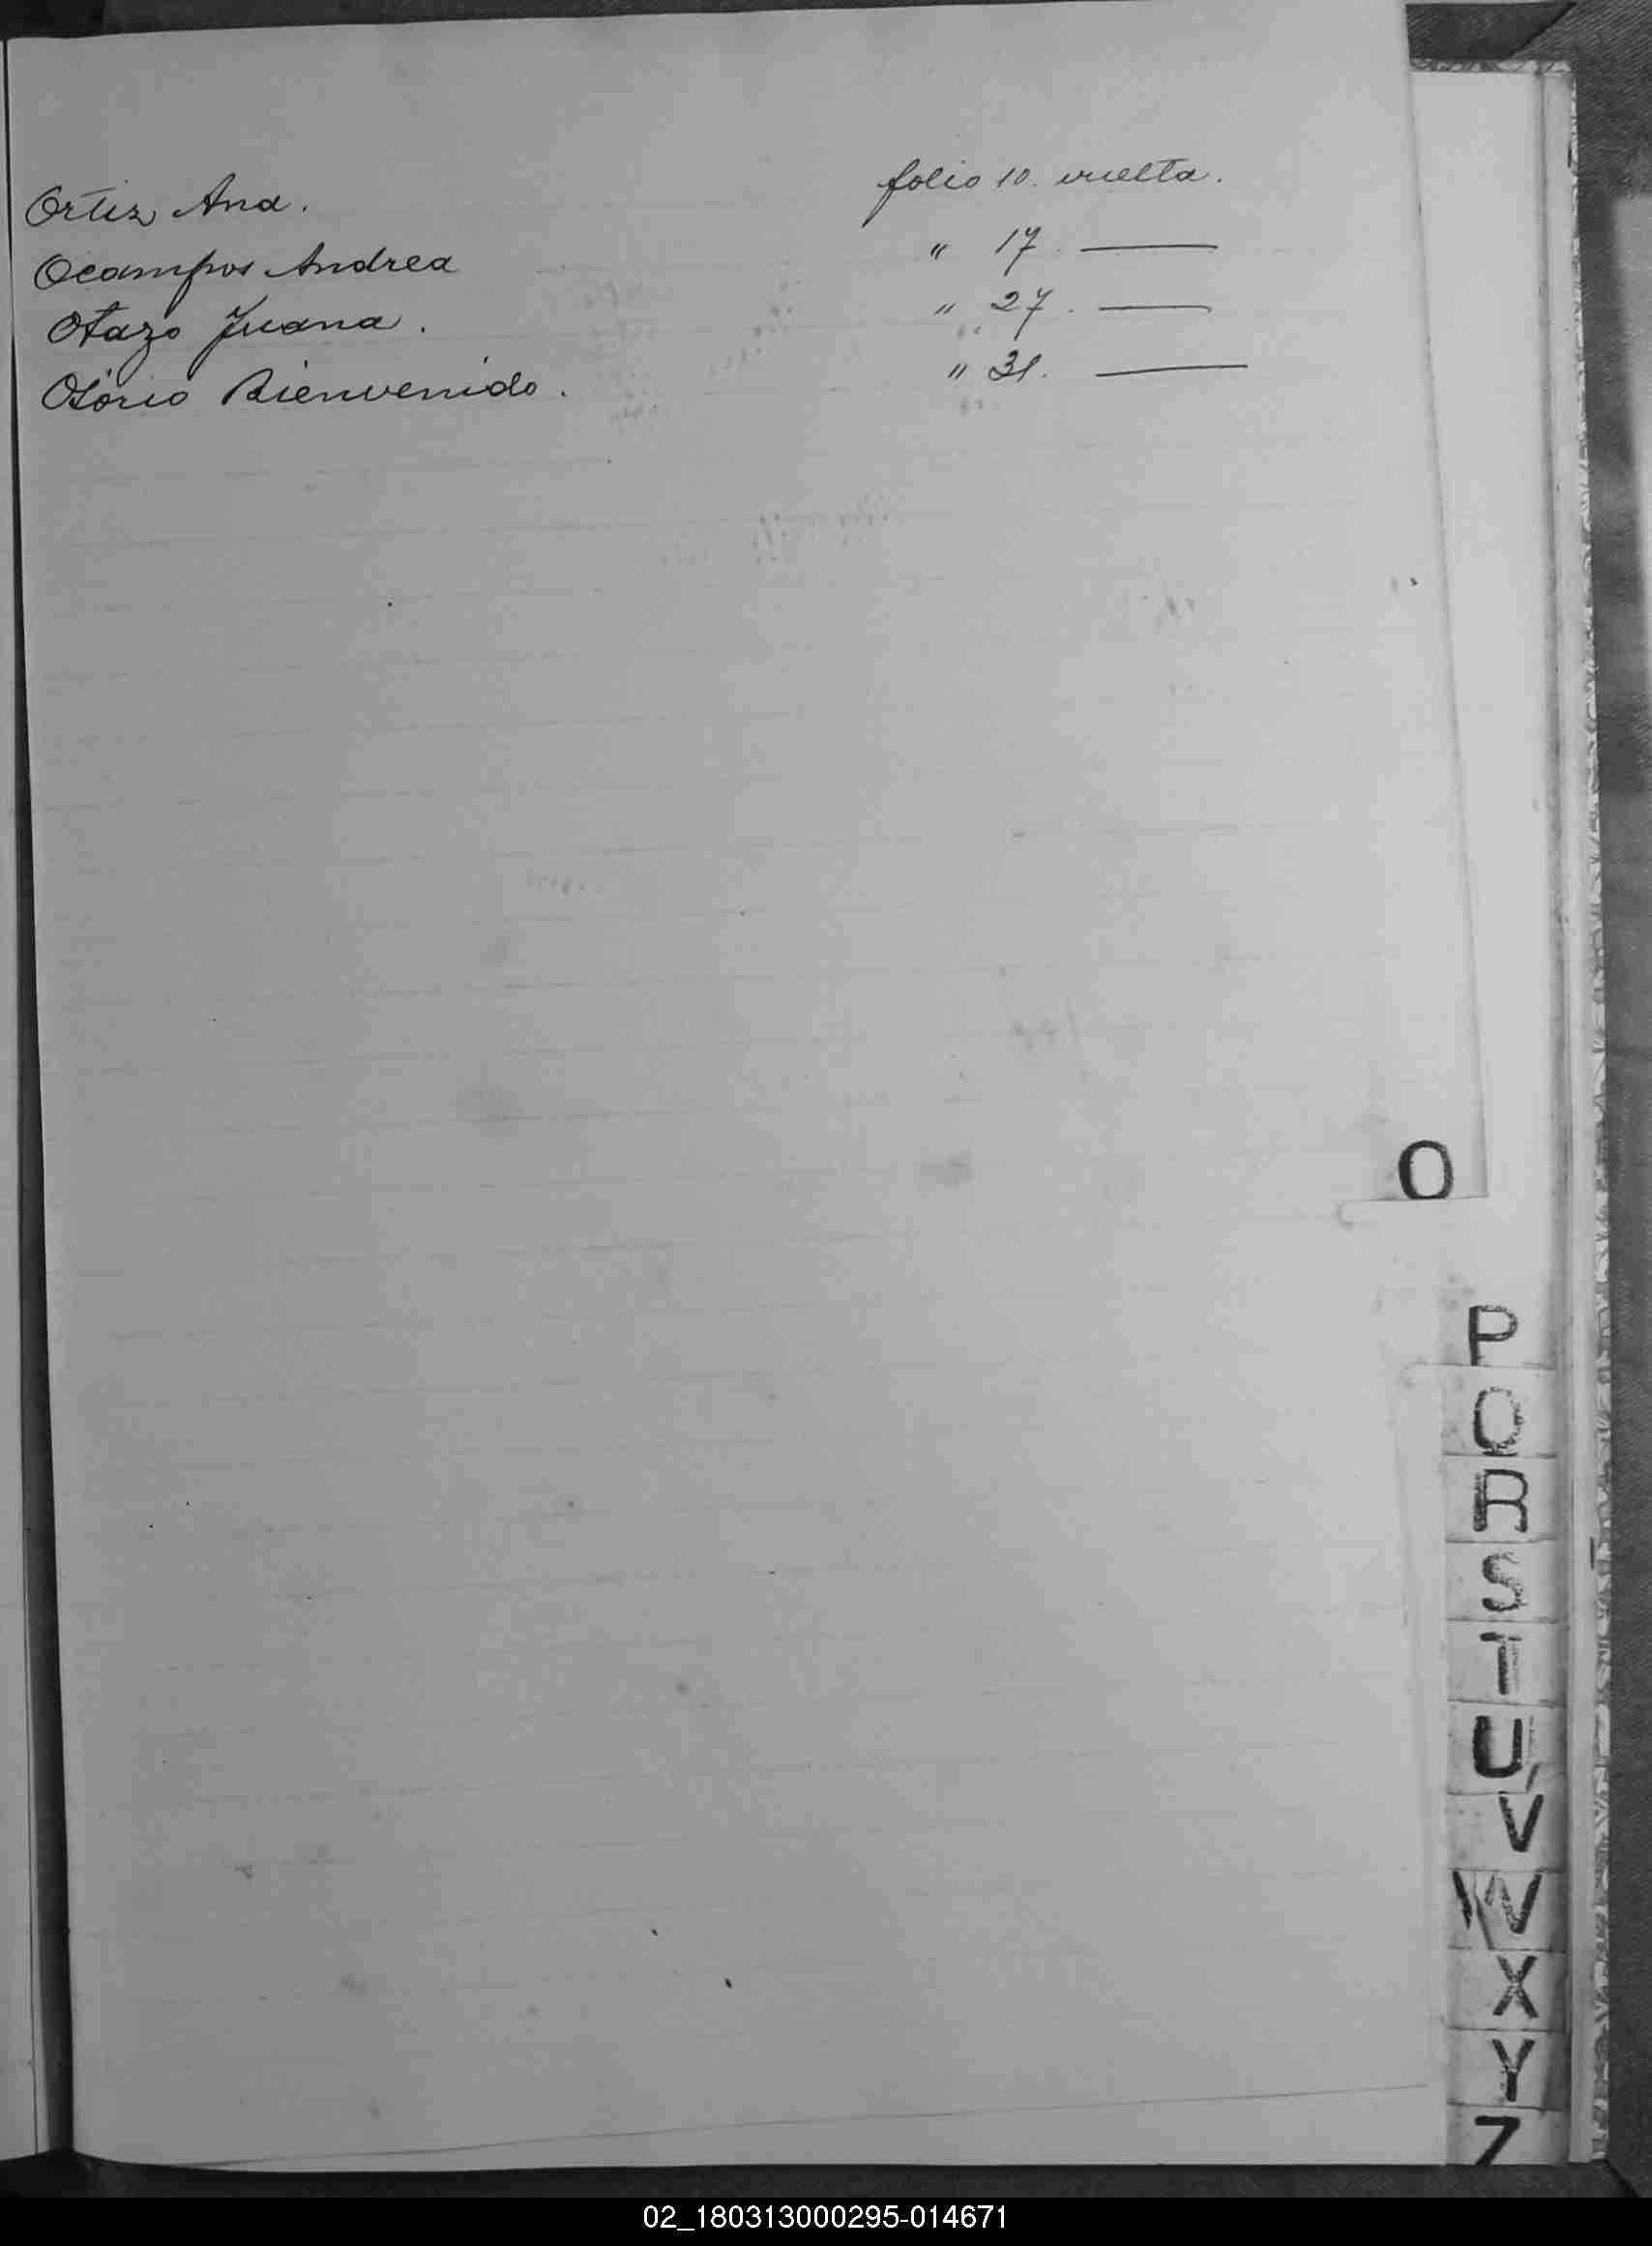 Ortiz Ana. folio 10. vuelta.
Ocampos Andrea " 17. ———
Otazo Juana. " 27. ———
Osorio Bienvenido. " 31. ———
O
P
Q
R
S
T
U
V
W
X
Y
Z
02_180313000295-014671